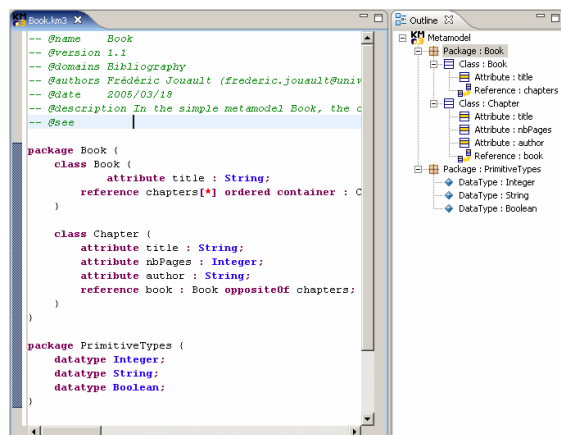 Book.km3
-- @name    Book
-- @version 1.1
-- @domains Bibliography
-- @authors Frédéric Jouault (frederic.jouault@univ
-- @date    2005/03/18
-- @description In the simple metamodel Book, the c
-- @see
package Book {
class Book {
attribute title : String;
reference chapters[*] ordered container : C
}
class Chapter {
attribute title : String;
attribute nbPages : Integer;
attribute author : String;
reference book : Book oppositeOf chapters;
}
}
package PrimitiveTypes {
datatype Integer;
datatype String;
datatype Boolean;
}
Outline
Metamodel
Package : Book
Class : Book
Attribute : title
Reference : chapters
Class : Chapter
Attribute : title
Attribute : nbPages
Attribute : author
Reference : book
Package : PrimitiveTypes
DataType : Integer
DataType : String
DataType : Boolean